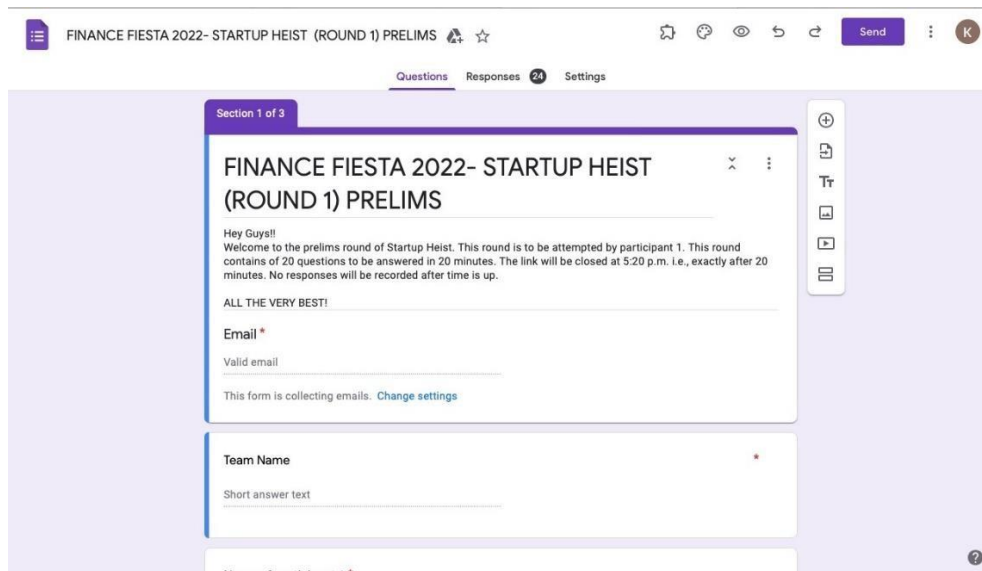 FINANCE FIESTA 2022- STARTUP HEIST (ROUND 1) PRELIMS
Send
K
Questions Responses 24 Settings
Section 1 of 3
FINANCE FIESTA 2022- STARTUP HEIST
(ROUND 1) PRELIMS
Hey Guys!!
Welcome to the prelims round of Startup Heist. This round is to be attempted by participant 1. This round
contains of 20 questions to be answered in 20 minutes. The link will be closed at 5:20 p.m. i.e., exactly after 20
minutes. No responses will be recorded after time is up.
ALL THE VERY BEST!
Email *
Valid email
This form is collecting emails. Change settings
Team Name *
Short answer text